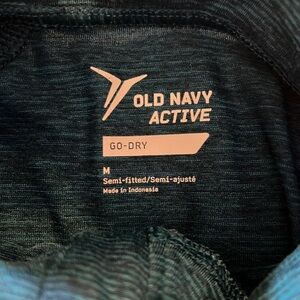 OLD NAVY
ACTIVE
GO-DRY
M
Semi-fitted/Semi-ajusté
Made in Indonesia